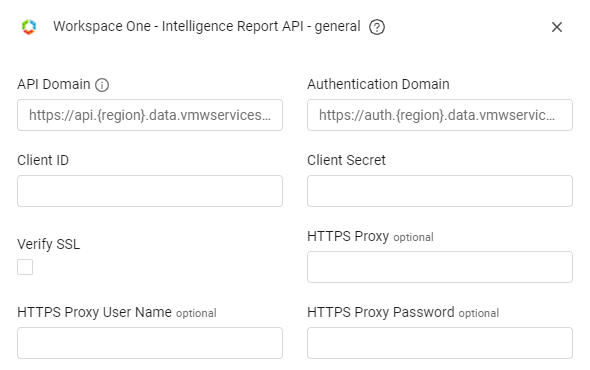 Workspace One - Intelligence Report API - general
API Domain
Authentication Domain
https://api.{region}.data.vmwservices...
https://auth.{region}.data.vmwservic...
Client ID
Client Secret
Verify SSL
HTTPS Proxy optional
HTTPS Proxy User Name optional
HTTPS Proxy Password optional